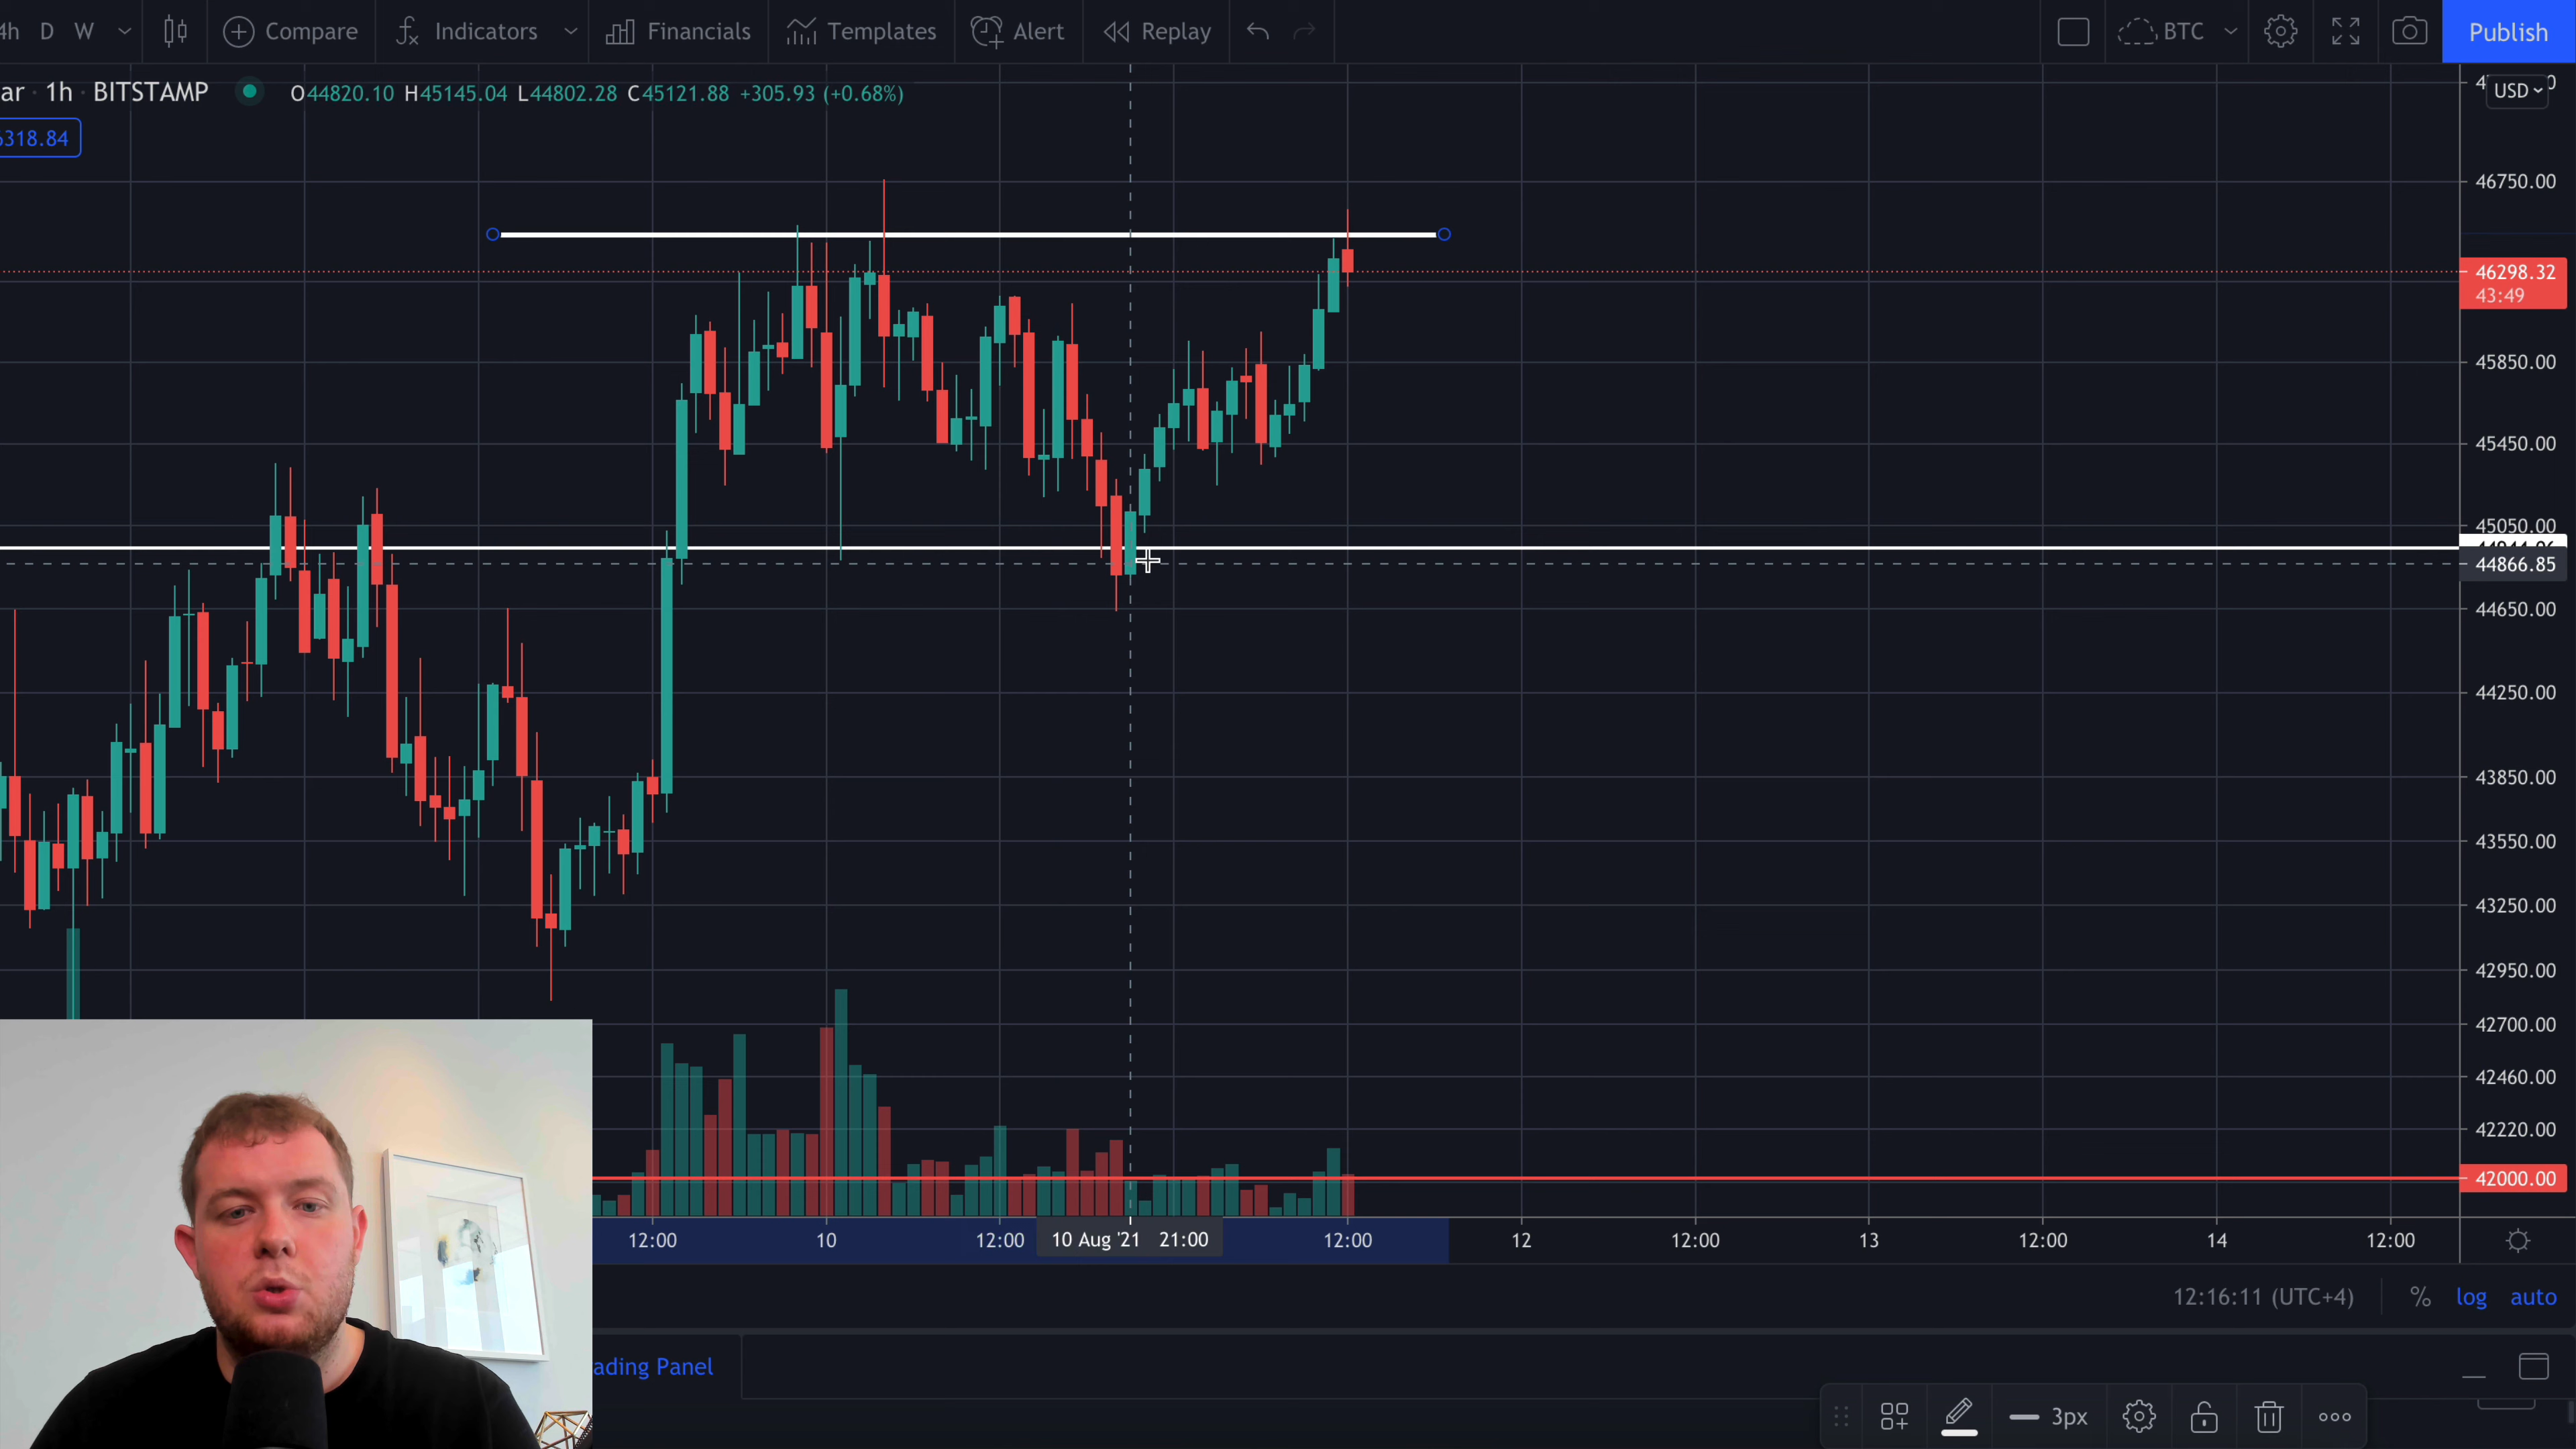 4h D W Compare Indicators Financials Templates Alert Replay BTC Publish
ar · 1h · BITSTAMP O44820.10 H45145.04 L44802.28 C45121.88 +305.93 (+0.68%)
USD
6318.84
46750.00
46298.32
43:49
45850.00
45450.00
45050.00
44866.85
44650.00
44250.00
43850.00
43550.00
43250.00
42950.00
42700.00
42460.00
42220.00
42000.00
12:00 10 12:00 10 Aug '21 21:00 12:00 12 12:00 13 12:00 14 12:00
12:16:11 (UTC+4) % log auto
ading Panel
3px